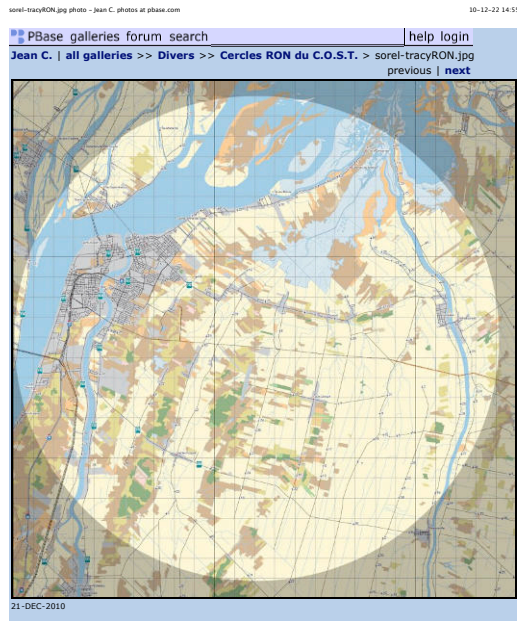 sorel-tracyRON.jpg photo - Jean C. photos at pbase.com 10-12-22 14:5
PBase galleries forum search help login
Jean C. | all galleries >> Divers >> Cercles RON du C.O.S.T. > sorel-tracyRON.jpg
previous | next
21-DEC-2010